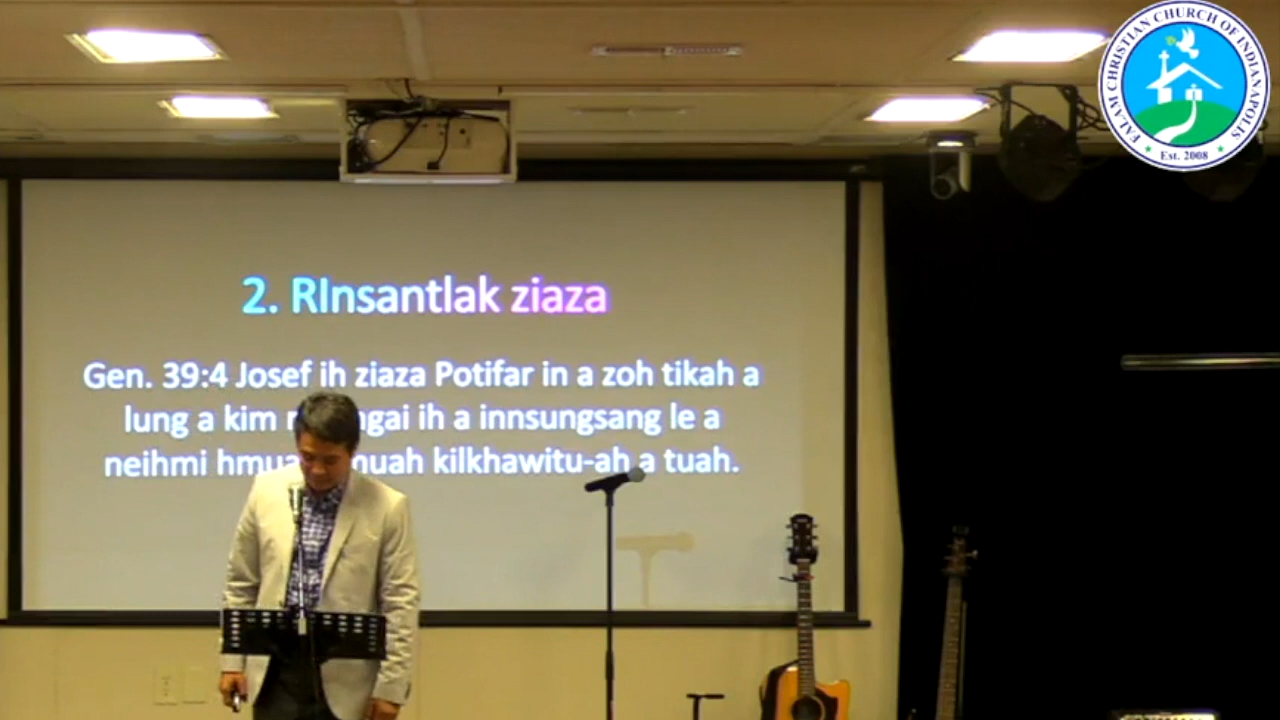 FALAM CHRISTIAN CHURCH OF INDIANAPOLIS
Est. 2008
2. RInsantlak ziaza
Gen. 39:4 Josef ih ziaza Potifar in a zoh tikah a
lung a kim ngai ih a innsungsang le a
neihmi kilkhawitu-ah a tuah.